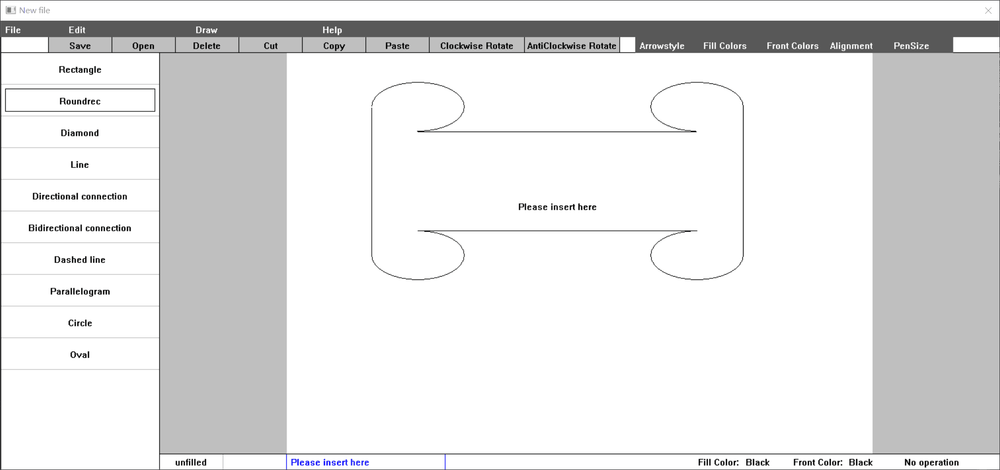 New file
File Edit Draw Help
Save Open Delete Cut Copy Paste Clockwise Rotate AntiClockwise Rotate Arrowstyle Fill Colors Front Colors Alignment PenSize
Rectangle
Roundrec
Diamond
Line
Directional connection
Bidirectional connection
Dashed line
Parallelogram
Circle
Oval
Please insert here
unfilled Please insert here Fill Color: Black Front Color: Black No operation